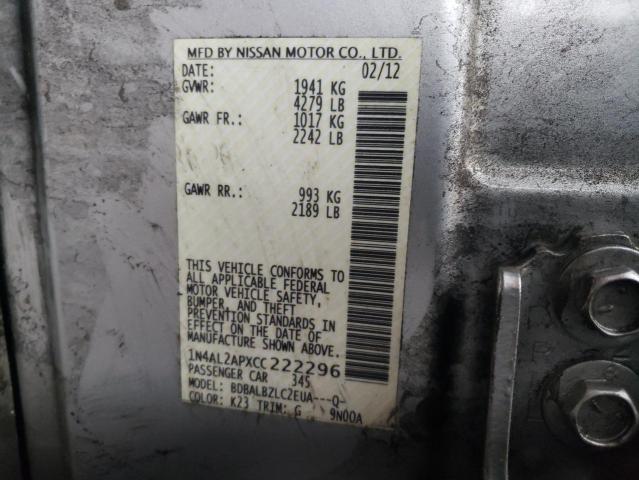 MFD BY NISSAN MOTOR CO., LTD.
DATE: 02/12
GVWR: 1941 KG
4279 LB
GAWR FR.: 1017 KG
2242 LB
GAWR RR.: 993 KG
2189 LB
THIS VEHICLE CONFORMS TO
ALL APPLICABLE FEDERAL
MOTOR VEHICLE SAFETY,
BUMPER, AND THEFT
PREVENTION STANDARDS IN
EFFECT ON THE DATE OF
MANUFACTURE SHOWN ABOVE.
1N4AL2APXCC222296
PASSENGER CAR 345
MODEL: BDBALBZLC2EUA---Q-
COLOR: K23 TRIM: G 9N00A